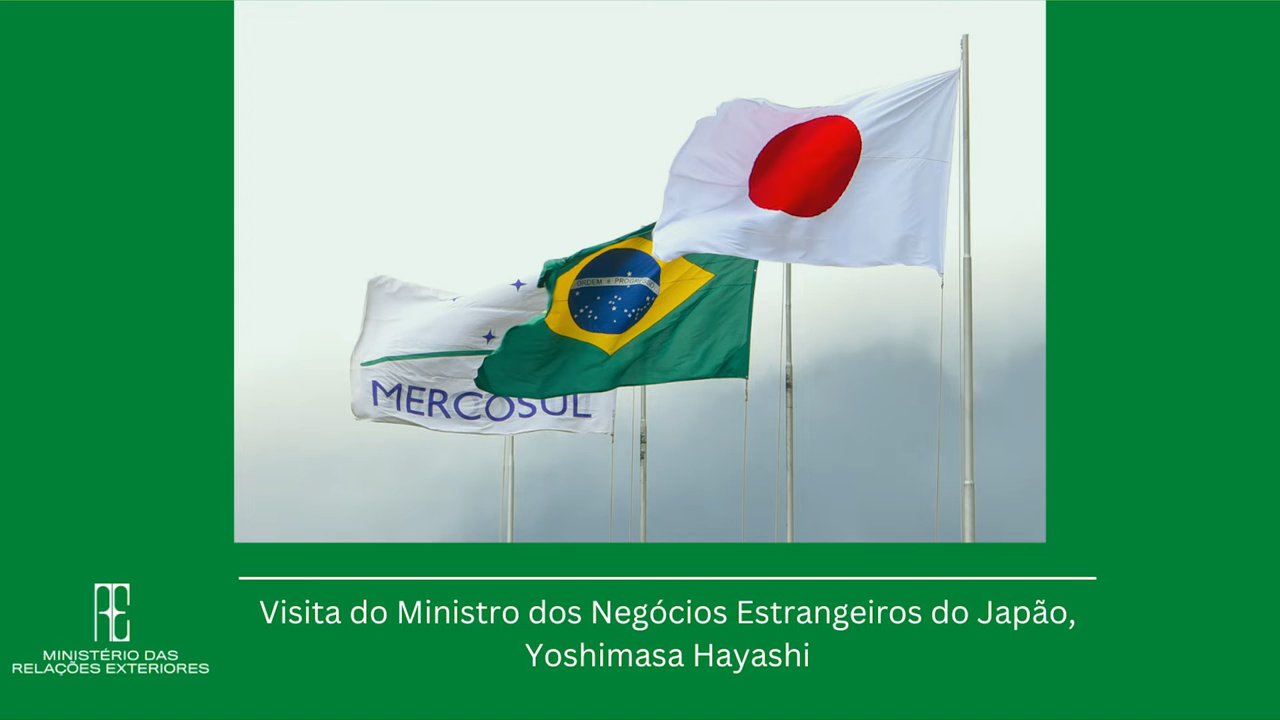 ORDEM E PROGRESSO
MERCOSUL
Visita do Ministro dos Negócios Estrangeiros do Japão,
Yoshimasa Hayashi
MINISTÉRIO DAS
RELAÇÕES EXTERIORES